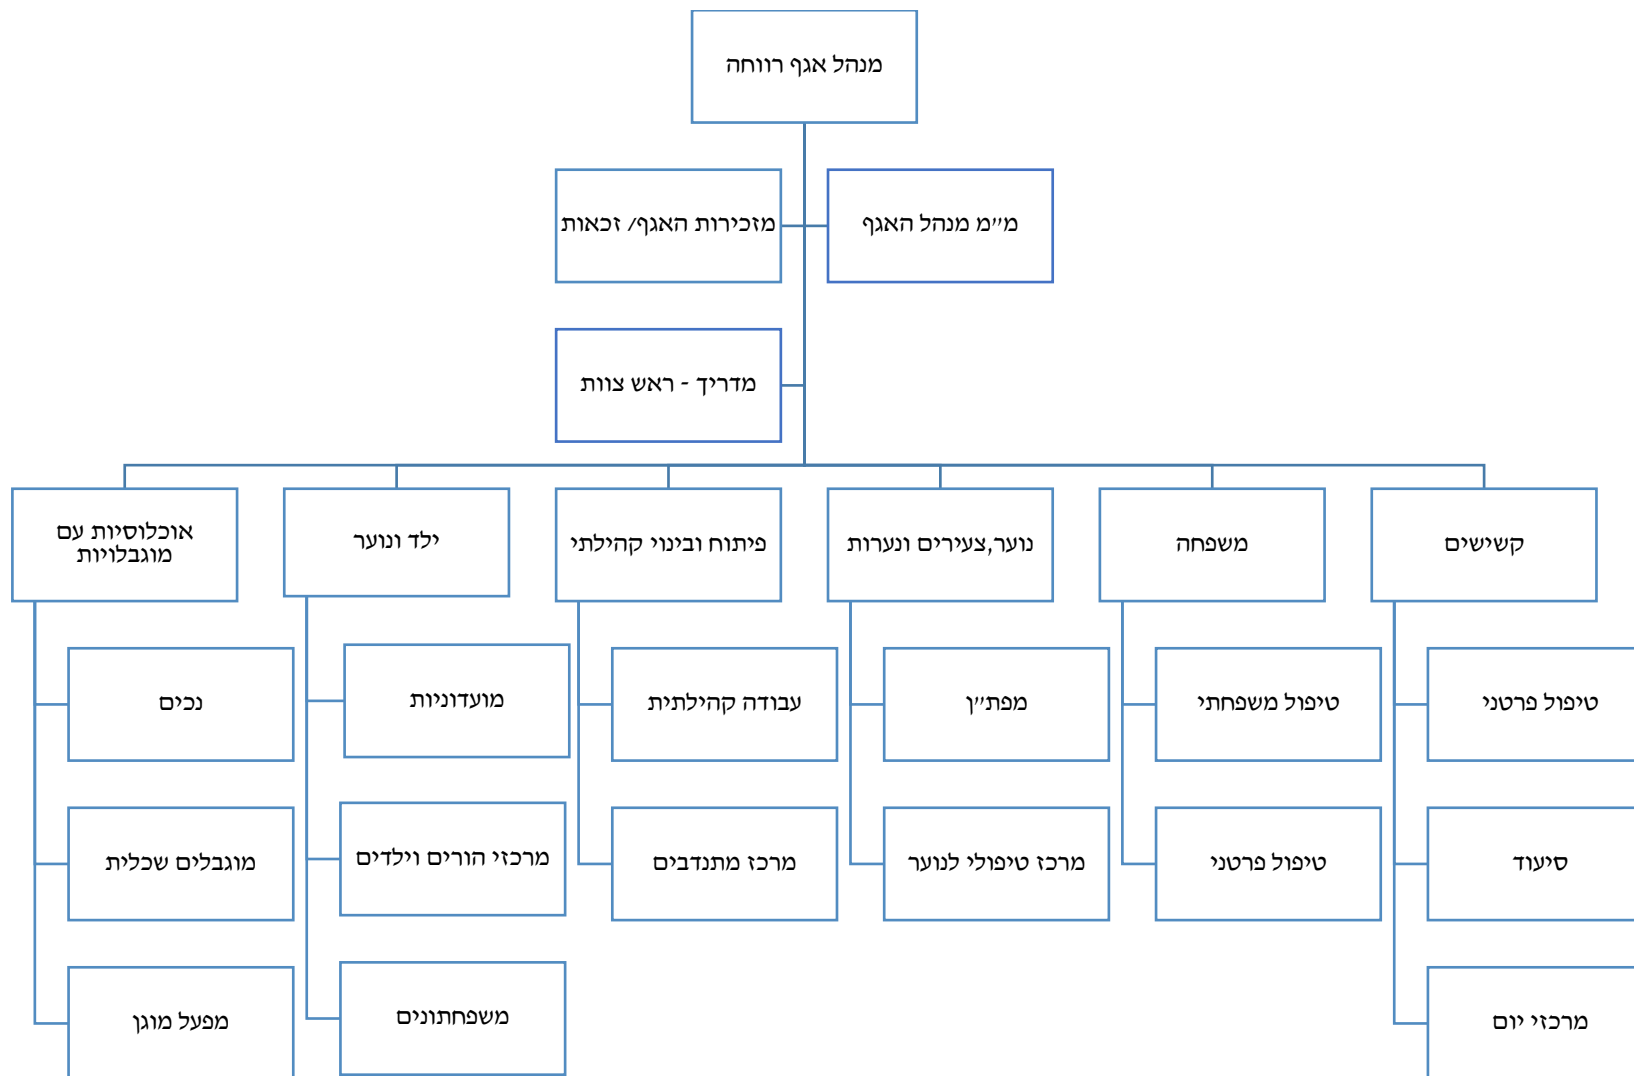 מנהל אגף רווחה
מ"מ מנהל האגף
מזכירות האגף/ זכאות
מדריך - ראש צוות
קשישים
משפחה
נוער,צעירים ונערות
פיתוח ובינוי קהילתי
ילד ונוער
אוכלוסיות עם
מוגבלויות
טיפול פרטני
טיפול משפחתי
מפת"ן
עבודה קהילתית
מועדוניות
נכים
סיעוד
טיפול פרטני
מרכז טיפולי לנוער
מרכז מתנדבים
מרכזי הורים וילדים
מוגבלים שכלית
מרכזי יום
משפחתונים
מפעל מוגן